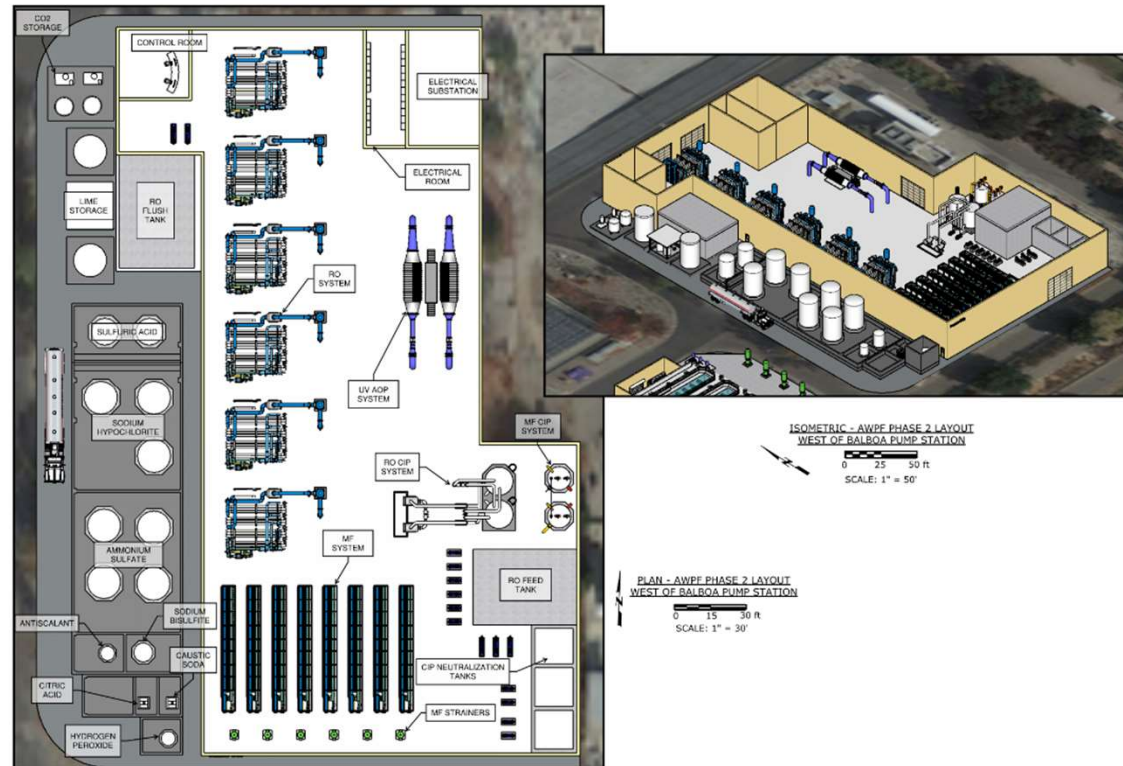 CO2
STORAGE
CONTROL ROOM
ELECTRICAL
SUBSTATION
ELECTRICAL
ROOM
LIME
STORAGE
RO
FLUSH
TANK
RO
SYSTEM
SULFURIC ACID
UV AOP
SYSTEM
SODIUM
HYPOCHLORITE
MF CIP
SYSTEM
RO CIP
SYSTEM
MF
SYSTEM
AMMONIUM
SULFATE
RO FEED
TANK
ANTISCALANT
SODIUM
BISULFITE
CAUSTIC
SODA
CITRIC
ACID
CIP NEUTRALIZATION
TANKS
MF STRAINERS
HYDROGEN
PEROXIDE
ISOMETRIC - AWPF PHASE 2 LAYOUT
WEST OF BALBOA PUMP STATION
0 25 50 ft
SCALE: 1" = 50'
PLAN - AWPF PHASE 2 LAYOUT
WEST OF BALBOA PUMP STATION
0 15 30 ft
SCALE: 1" = 30'